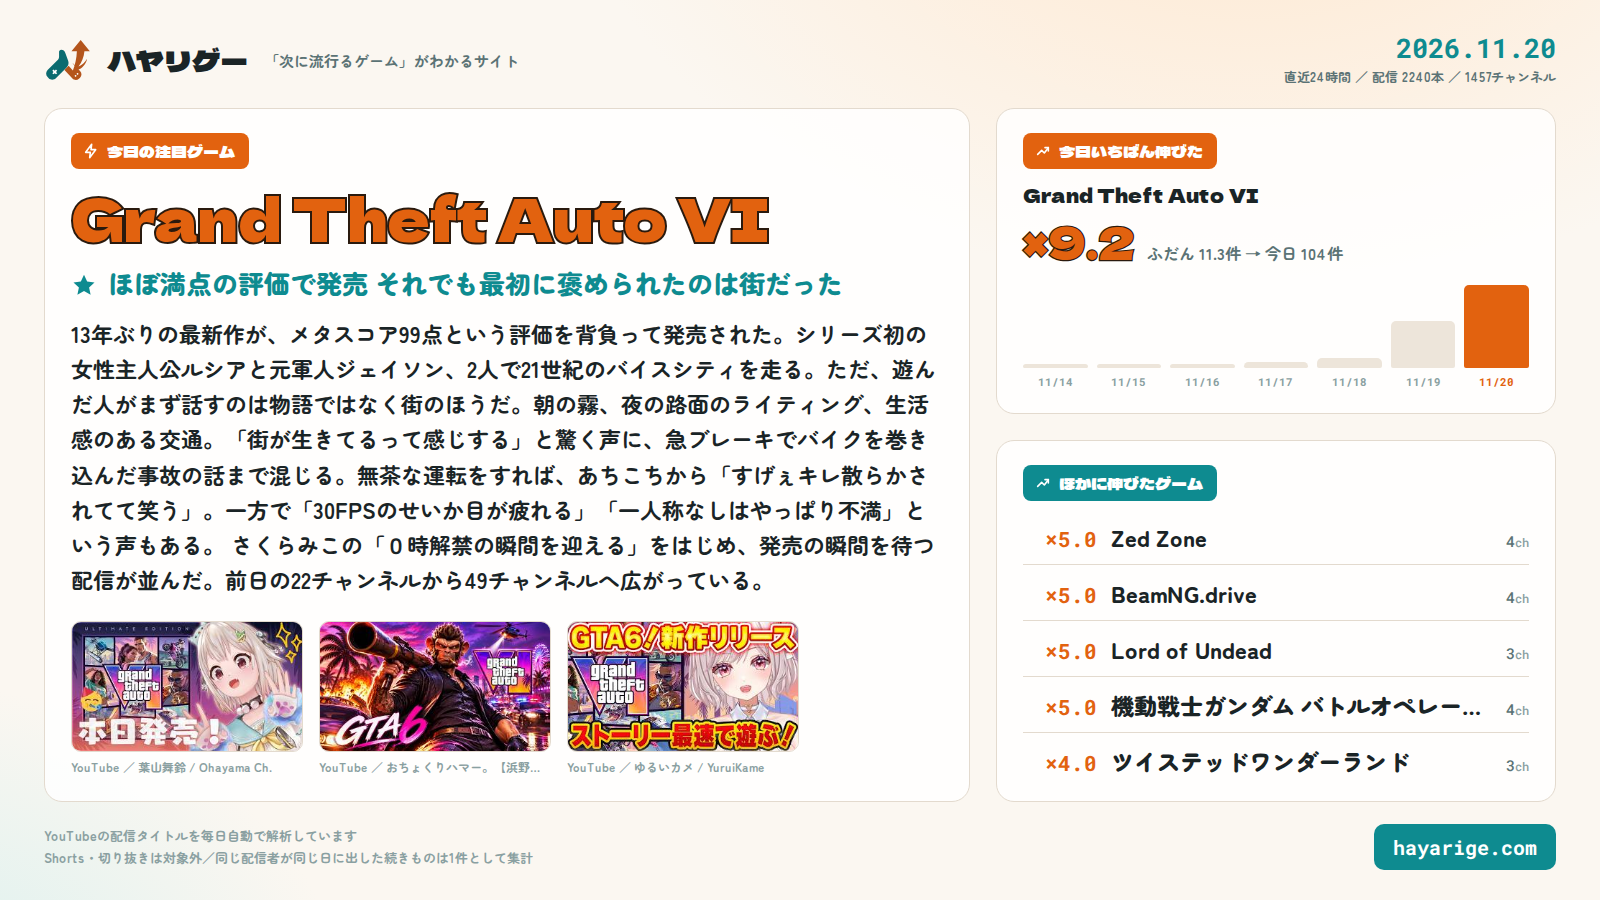 ハヤリゲー
「次に流行るゲーム」がわかるサイト
2026.11.20
直近24時間 ／ 配信 2240本 ／ 1457チャンネル
今日の注目ゲーム
Grand Theft Auto VI
★ ほぼ満点の評価で発売 それでも最初に褒められたのは街だった
13年ぶりの最新作が、メタスコア99点という評価を背負って発売された。シリーズ初の
女性主人公ルシアと元軍人ジェイソン、2人で21世紀のバイスシティを走る。ただ、遊ん
だ人がまず話すのは物語ではなく街のほうだ。朝の霧、夜の路面のライティング、生活
感のある交通。「街が生きてるって感じする」と驚く声に、急ブレーキでバイクを巻き
込んだ事故の話まで混じる。無茶な運転をすれば、あちこちから「すげぇキレ散らかさ
れてて笑う」。一方で「30FPSのせいか目が疲れる」「一人称なしはやっぱり不満」と
いう声もある。 さくらみこの「０時解禁の瞬間を迎える」をはじめ、発売の瞬間を待つ
配信が並んだ。前日の22チャンネルから49チャンネルへ広がっている。
ULTIMATE EDITION
grand
theft
auto
VI
本日発売！
grand
theft
auto
VI
GTA6
GTA6！新作リリース
grand
theft
auto
VI
ストーリー最速で遊ぶ！
YouTube ／ 葉山舞鈴 / Ohayama Ch.
YouTube ／ おちょくりハマー。【浜野…
YouTube ／ ゆるいカメ / YuruiKame
今日いちばん伸びた
Grand Theft Auto VI
×9.2 ふだん 11.3件 → 今日 104件
11/14 11/15 11/16 11/17 11/18 11/19 11/20
ほかに伸びたゲーム
×5.0 Zed Zone 4ch
×5.0 BeamNG.drive 4ch
×5.0 Lord of Undead 3ch
×5.0 機動戦士ガンダム バトルオペレー… 4ch
×4.0 ツイステッドワンダーランド 3ch
YouTubeの配信タイトルを毎日自動で解析しています
Shorts・切り抜きは対象外／同じ配信者が同じ日に出した続きものは1件として集計
hayarige.com